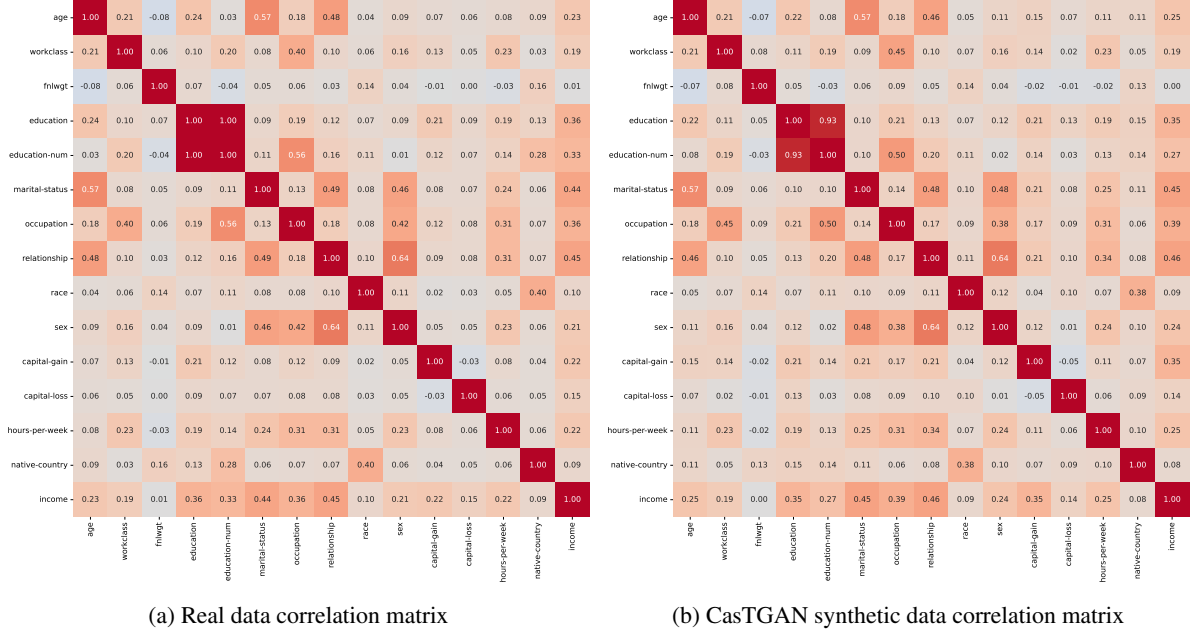 age 1.00 0.21 -0.08 0.24 0.03 0.57 0.18 0.48 0.04 0.09 0.07 0.06 0.08 0.09 0.23
workclass 0.21 1.00 0.06 0.10 0.20 0.08 0.40 0.10 0.06 0.16 0.13 0.05 0.23 0.03 0.19
fnlwgt -0.08 0.06 1.00 0.07 -0.04 0.05 0.06 0.03 0.14 0.04 -0.01 0.00 -0.03 0.16 0.01
education 0.24 0.10 0.07 1.00 1.00 0.09 0.19 0.12 0.07 0.09 0.21 0.09 0.19 0.13 0.36
education-num 0.03 0.20 -0.04 1.00 1.00 0.11 0.56 0.16 0.11 0.01 0.12 0.07 0.14 0.28 0.33
marital-status 0.57 0.08 0.05 0.09 0.11 1.00 0.13 0.49 0.08 0.46 0.08 0.07 0.24 0.06 0.44
occupation 0.18 0.40 0.06 0.19 0.56 0.13 1.00 0.18 0.08 0.42 0.12 0.08 0.31 0.07 0.36
relationship 0.48 0.10 0.03 0.12 0.16 0.49 0.18 1.00 0.10 0.64 0.09 0.08 0.31 0.07 0.45
race 0.04 0.06 0.14 0.07 0.11 0.08 0.08 0.10 1.00 0.11 0.02 0.03 0.05 0.40 0.10
sex 0.09 0.16 0.04 0.09 0.01 0.46 0.42 0.64 0.11 1.00 0.05 0.05 0.23 0.06 0.21
capital-gain 0.07 0.13 -0.01 0.21 0.12 0.08 0.12 0.09 0.02 0.05 1.00 -0.03 0.08 0.04 0.22
capital-loss 0.06 0.05 0.00 0.09 0.07 0.07 0.08 0.08 0.03 0.05 -0.03 1.00 0.06 0.05 0.15
hours-per-week 0.08 0.23 -0.03 0.19 0.14 0.24 0.31 0.31 0.05 0.23 0.08 0.06 1.00 0.06 0.22
native-country 0.09 0.03 0.16 0.13 0.28 0.06 0.07 0.07 0.40 0.06 0.04 0.05 0.06 1.00 0.09
income 0.23 0.19 0.01 0.36 0.33 0.44 0.36 0.45 0.10 0.21 0.22 0.15 0.22 0.09 1.00
age workclass fnlwgt education education-num marital-status occupation relationship race sex capital-gain capital-loss hours-per-week native-country income
(a) Real data correlation matrix
age 1.00 0.21 -0.07 0.22 0.08 0.57 0.18 0.46 0.05 0.11 0.15 0.07 0.11 0.11 0.25
workclass 0.21 1.00 0.08 0.11 0.19 0.09 0.45 0.10 0.07 0.16 0.14 0.02 0.23 0.05 0.19
fnlwgt -0.07 0.08 1.00 0.05 -0.03 0.06 0.09 0.05 0.14 0.04 -0.02 -0.01 -0.02 0.13 0.00
education 0.22 0.11 0.05 1.00 0.93 0.10 0.21 0.13 0.07 0.12 0.21 0.06 0.19 0.15 0.35
education-num 0.08 0.19 -0.03 0.93 1.00 0.10 0.50 0.20 0.11 0.02 0.14 0.03 0.13 0.14 0.27
marital-status 0.57 0.09 0.06 0.10 0.10 1.00 0.14 0.48 0.10 0.48 0.21 0.08 0.25 0.11 0.45
occupation 0.18 0.45 0.09 0.21 0.50 0.14 1.00 0.17 0.09 0.38 0.17 0.09 0.31 0.06 0.39
relationship 0.46 0.10 0.05 0.13 0.20 0.48 0.17 1.00 0.11 0.64 0.21 0.10 0.34 0.08 0.46
race 0.05 0.07 0.14 0.07 0.11 0.10 0.09 0.11 1.00 0.12 0.04 0.10 0.07 0.38 0.09
sex 0.11 0.16 0.04 0.12 0.02 0.48 0.38 0.64 0.12 1.00 0.12 0.01 0.24 0.10 0.24
capital-gain 0.15 0.14 -0.02 0.21 0.14 0.21 0.17 0.21 0.04 0.12 1.00 -0.05 0.11 0.07 0.35
capital-loss 0.07 0.02 -0.01 0.06 0.03 0.08 0.09 0.10 0.10 0.01 -0.05 1.00 0.06 0.09 0.14
hours-per-week 0.11 0.23 -0.02 0.19 0.13 0.25 0.31 0.34 0.07 0.24 0.11 0.06 1.00 0.10 0.25
native-country 0.11 0.05 0.13 0.15 0.14 0.11 0.06 0.08 0.38 0.10 0.07 0.09 0.10 1.00 0.08
income 0.25 0.19 0.00 0.35 0.27 0.45 0.39 0.46 0.09 0.24 0.35 0.14 0.25 0.08 1.00
age workclass fnlwgt education education-num marital-status occupation relationship race sex capital-gain capital-loss hours-per-week native-country income
(b) CasTGAN synthetic data correlation matrix